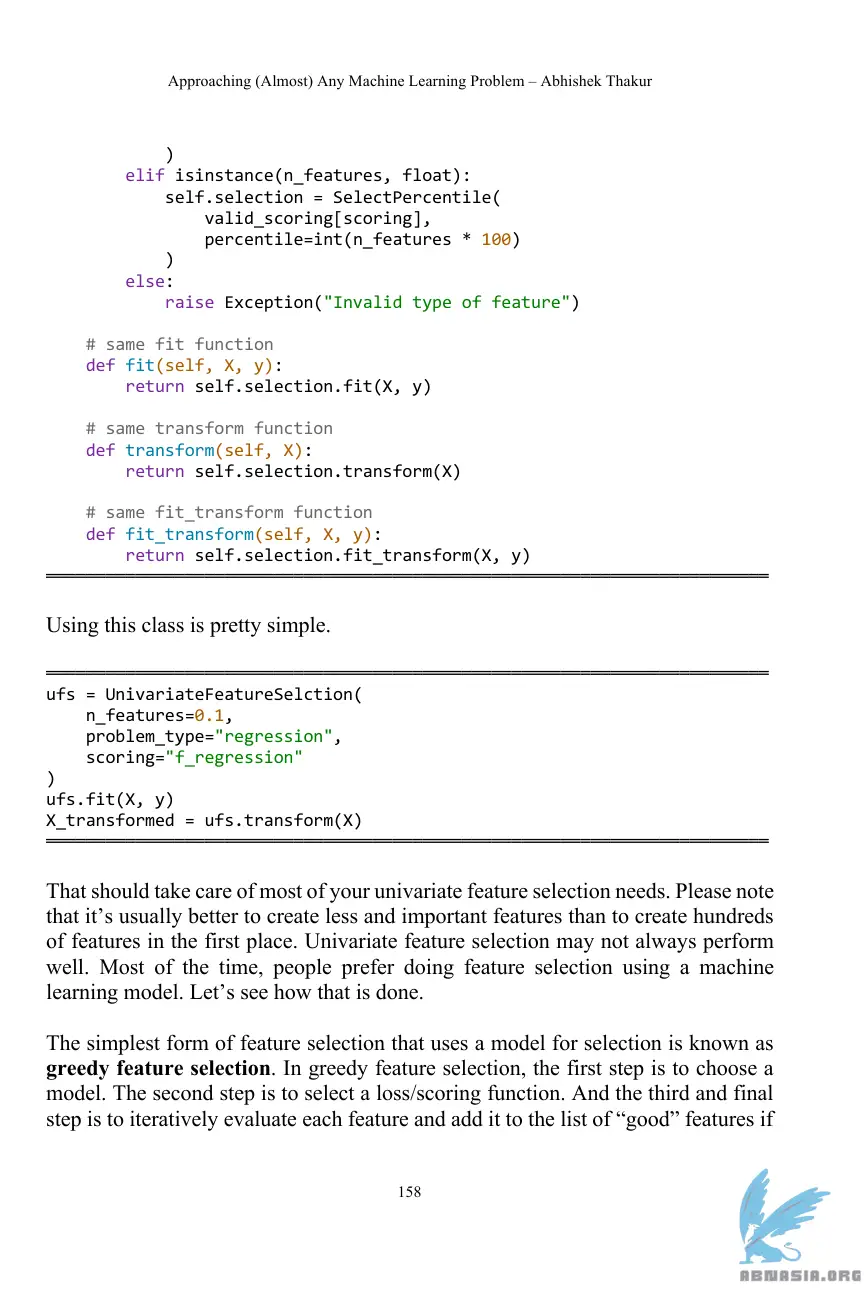 Approaching (Almost) Any Machine Learning Problem – Abhishek Thakur
            )
        elif isinstance(n_features, float):
            self.selection = SelectPercentile(
                valid_scoring[scoring],
                percentile=int(n_features * 100)
            )
        else:
            raise Exception("Invalid type of feature")
    # same fit function
    def fit(self, X, y):
        return self.selection.fit(X, y)
    # same transform function
    def transform(self, X):
        return self.selection.transform(X)
    # same fit_transform function
    def fit_transform(self, X, y):
        return self.selection.fit_transform(X, y)
Using this class is pretty simple.
ufs = UnivariateFeatureSelction(
    n_features=0.1,
    problem_type="regression",
    scoring="f_regression"
)
ufs.fit(X, y)
X_transformed = ufs.transform(X)
That should take care of most of your univariate feature selection needs. Please note
that it’s usually better to create less and important features than to create hundreds
of features in the first place. Univariate feature selection may not always perform
well. Most of the time, people prefer doing feature selection using a machine
learning model. Let’s see how that is done.
The simplest form of feature selection that uses a model for selection is known as
greedy feature selection. In greedy feature selection, the first step is to choose a
model. The second step is to select a loss/scoring function. And the third and final
step is to iteratively evaluate each feature and add it to the list of “good” features if
158
ABNASIA.ORG